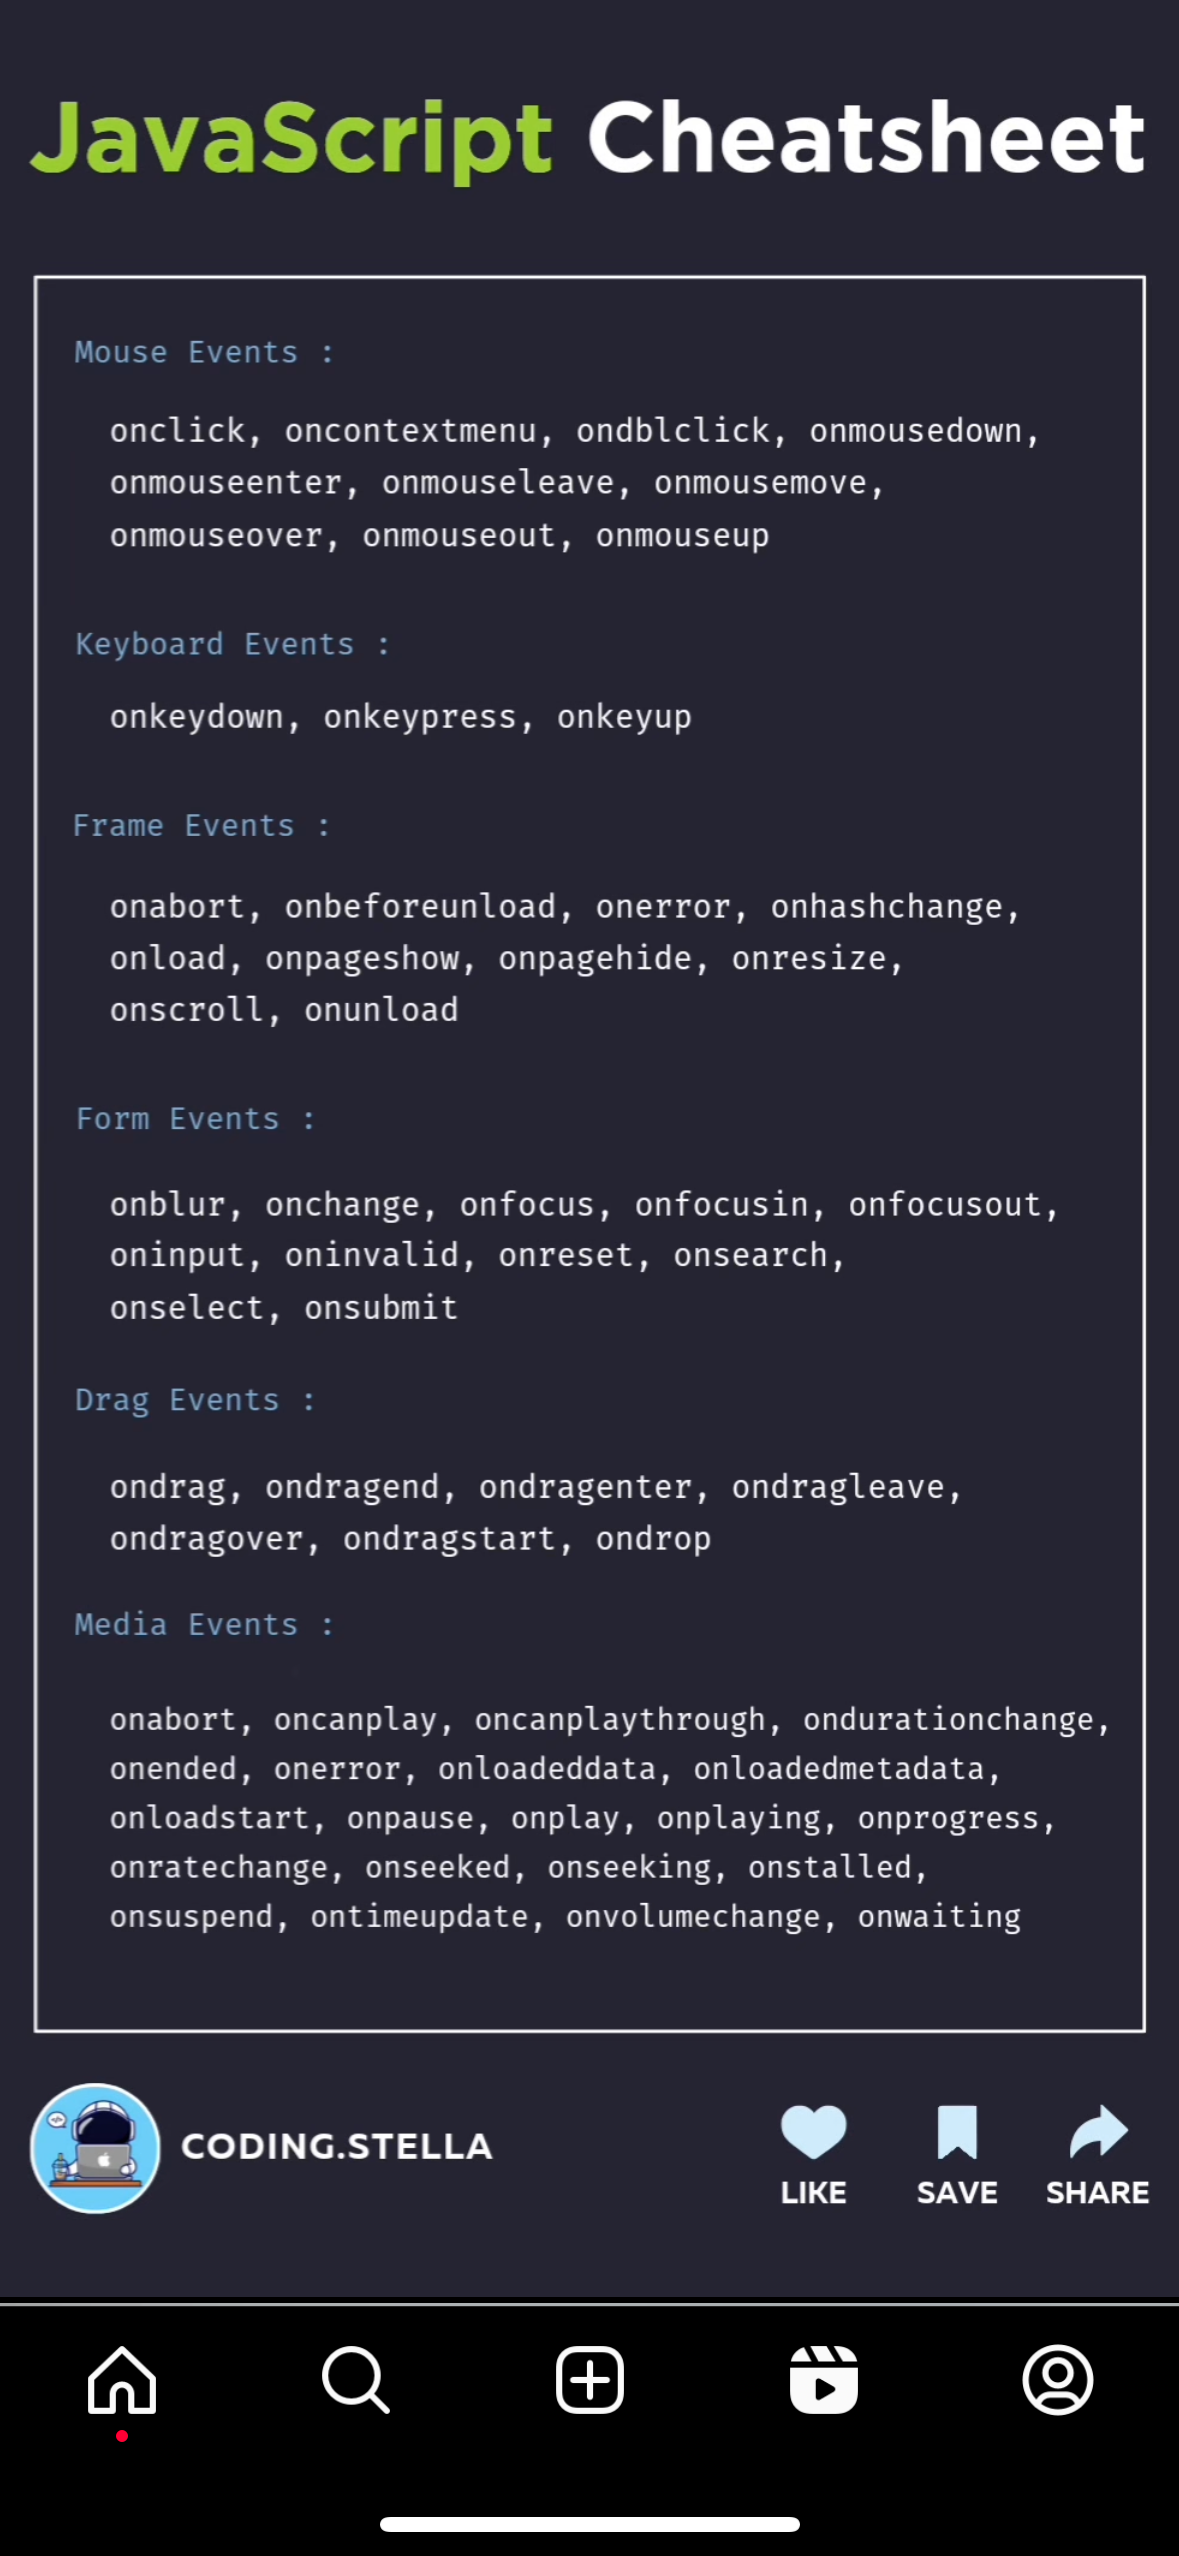 JavaScript Cheatsheet
Mouse Events :
onclick, oncontextmenu, ondblclick, onmousedown,
onmouseenter, onmouseleave, onmousemove,
onmouseover, onmouseout, onmouseup
Keyboard Events :
onkeydown, onkeypress, onkeyup
Frame Events :
onabort, onbeforeunload, onerror, onhashchange,
onload, onpageshow, onpagehide, onresize,
onscroll, onunload
Form Events :
onblur, onchange, onfocus, onfocusin, onfocusout,
oninput, oninvalid, onreset, onsearch,
onselect, onsubmit
Drag Events :
ondrag, ondragend, ondragenter, ondragleave,
ondragover, ondragstart, ondrop
Media Events :
onabort, oncanplay, oncanplaythrough, ondurationchange,
onended, onerror, onloadeddata, onloadedmetadata,
onloadstart, onpause, onplay, onplaying, onprogress,
onratechange, onseeked, onseeking, onstalled,
onsuspend, ontimeupdate, onvolumechange, onwaiting
CODING.STELLA
LIKE SAVE SHARE